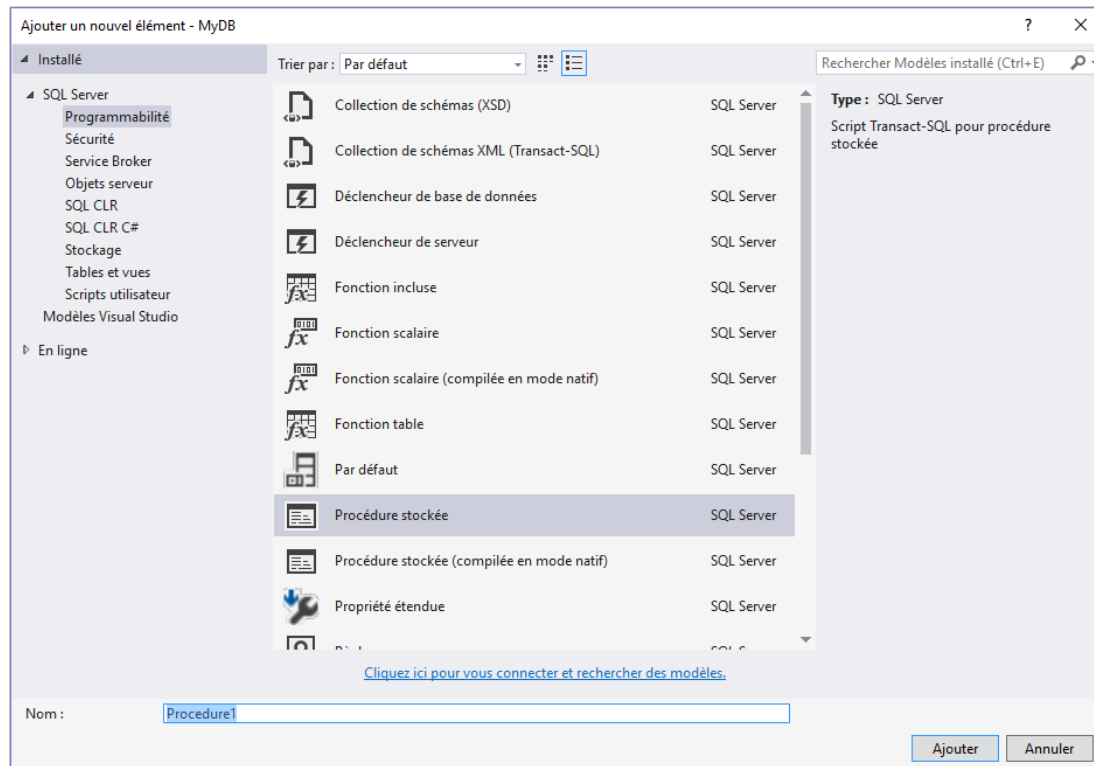 Ajouter un nouvel élément - MyDB
?
Installé
SQL Server
Programmabilité
Sécurité
Service Broker
Objets serveur
SQL CLR
SQL CLR C#
Stockage
Tables et vues
Scripts utilisateur
Modèles Visual Studio
En ligne
Trier par : Par défaut
Collection de schémas (XSD) SQL Server
Collection de schémas XML (Transact-SQL) SQL Server
Déclencheur de base de données SQL Server
Déclencheur de serveur SQL Server
Fonction incluse SQL Server
Fonction scalaire SQL Server
Fonction scalaire (compilée en mode natif) SQL Server
Fonction table SQL Server
Par défaut SQL Server
Procédure stockée SQL Server
Procédure stockée (compilée en mode natif) SQL Server
Propriété étendue SQL Server
Cliquez ici pour vous connecter et rechercher des modèles.
Rechercher Modèles installé (Ctrl+E)
Type : SQL Server
Script Transact-SQL pour procédure
stockée
Nom : Procedure1
Ajouter Annuler